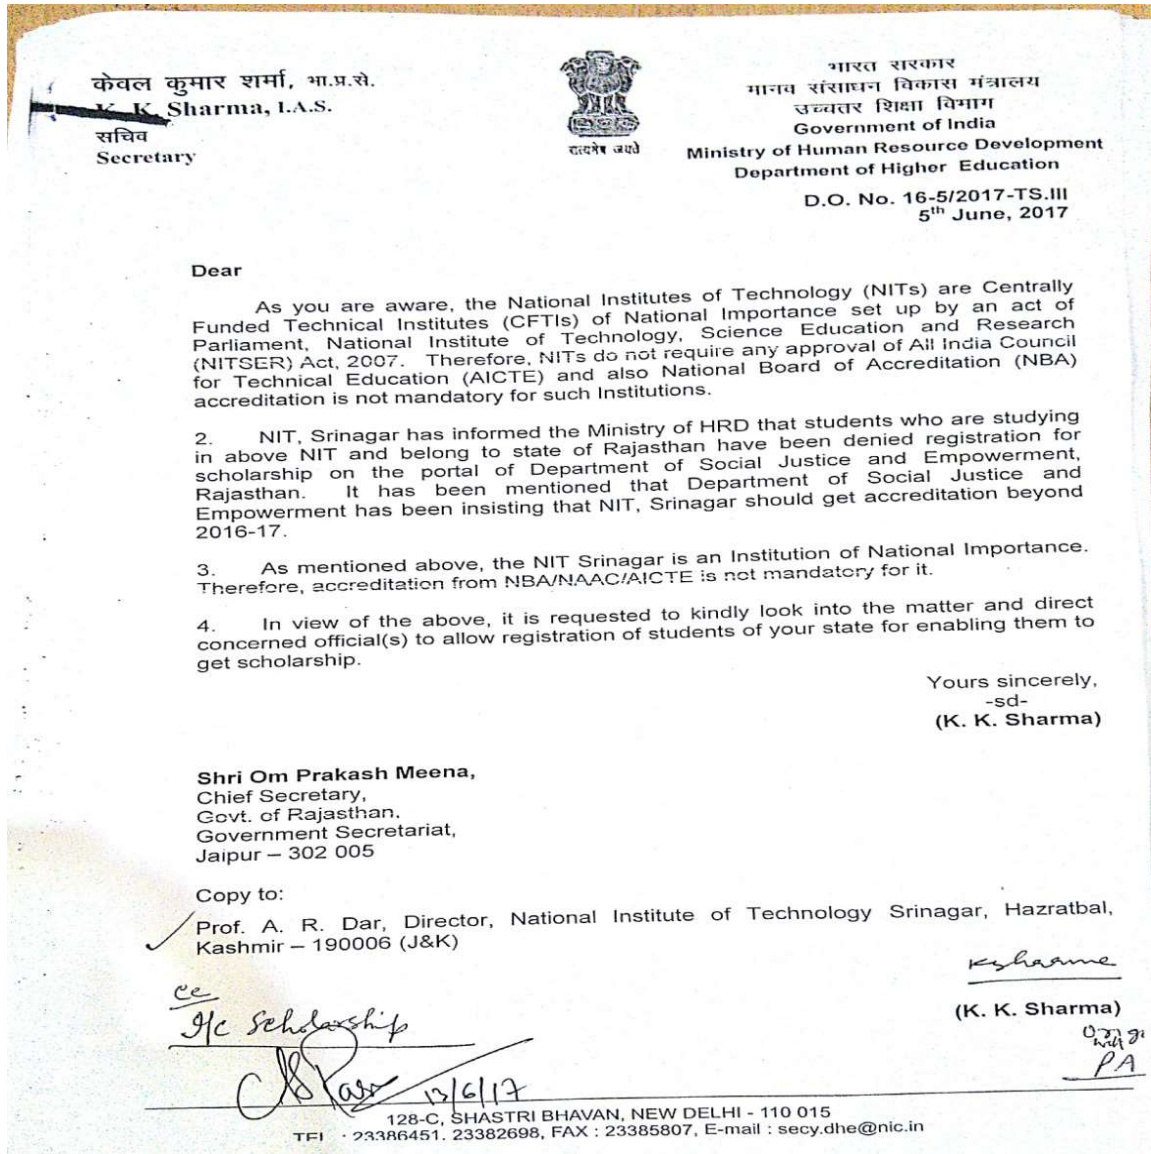 केवल कुमार शर्मा, भा.प्र.से.
K. K. Sharma, I.A.S.
सचिव
Secretary
सत्यमेव जयते
भारत सरकार
मानव संसाधन विकास मंत्रालय
उच्चतर शिक्षा विभाग
Government of India
Ministry of Human Resource Development
Department of Higher Education
D.O. No. 16-5/2017-TS.III
5th June, 2017
Dear
As you are aware, the National Institutes of Technology (NITs) are Centrally
Funded Technical Institutes (CFTIs) of National Importance set up by an act of
Parliament, National Institute of Technology, Science Education and Research
(NITSER) Act, 2007. Therefore, NITs do not require any approval of All India Council
for Technical Education (AICTE) and also National Board of Accreditation (NBA)
accreditation is not mandatory for such Institutions.
2. NIT, Srinagar has informed the Ministry of HRD that students who are studying
in above NIT and belong to state of Rajasthan have been denied registration for
scholarship on the portal of Department of Social Justice and Empowerment,
Rajasthan. It has been mentioned that Department of Social Justice and
Empowerment has been insisting that NIT, Srinagar should get accreditation beyond
2016-17.
3. As mentioned above, the NIT Srinagar is an Institution of National Importance.
Therefore, accreditation from NBA/NAAC/AICTE is not mandatory for it.
4. In view of the above, it is requested to kindly look into the matter and direct
concerned official(s) to allow registration of students of your state for enabling them to
get scholarship.
Yours sincerely,
-sd-
(K. K. Sharma)
Shri Om Prakash Meena,
Chief Secretary,
Govt. of Rajasthan.
Government Secretariat,
Jaipur – 302 005
Copy to:
Prof. A. R. Dar, Director, National Institute of Technology Srinagar, Hazratbal,
Kashmir – 190006 (J&K)
(K. K. Sharma)
cc
I/c Scholarship
13/6/17
PA
128-C, SHASTRI BHAVAN, NEW DELHI - 110 015
TEL : 23386451, 23382698, FAX : 23385807, E-mail : secy.dhe@nic.in